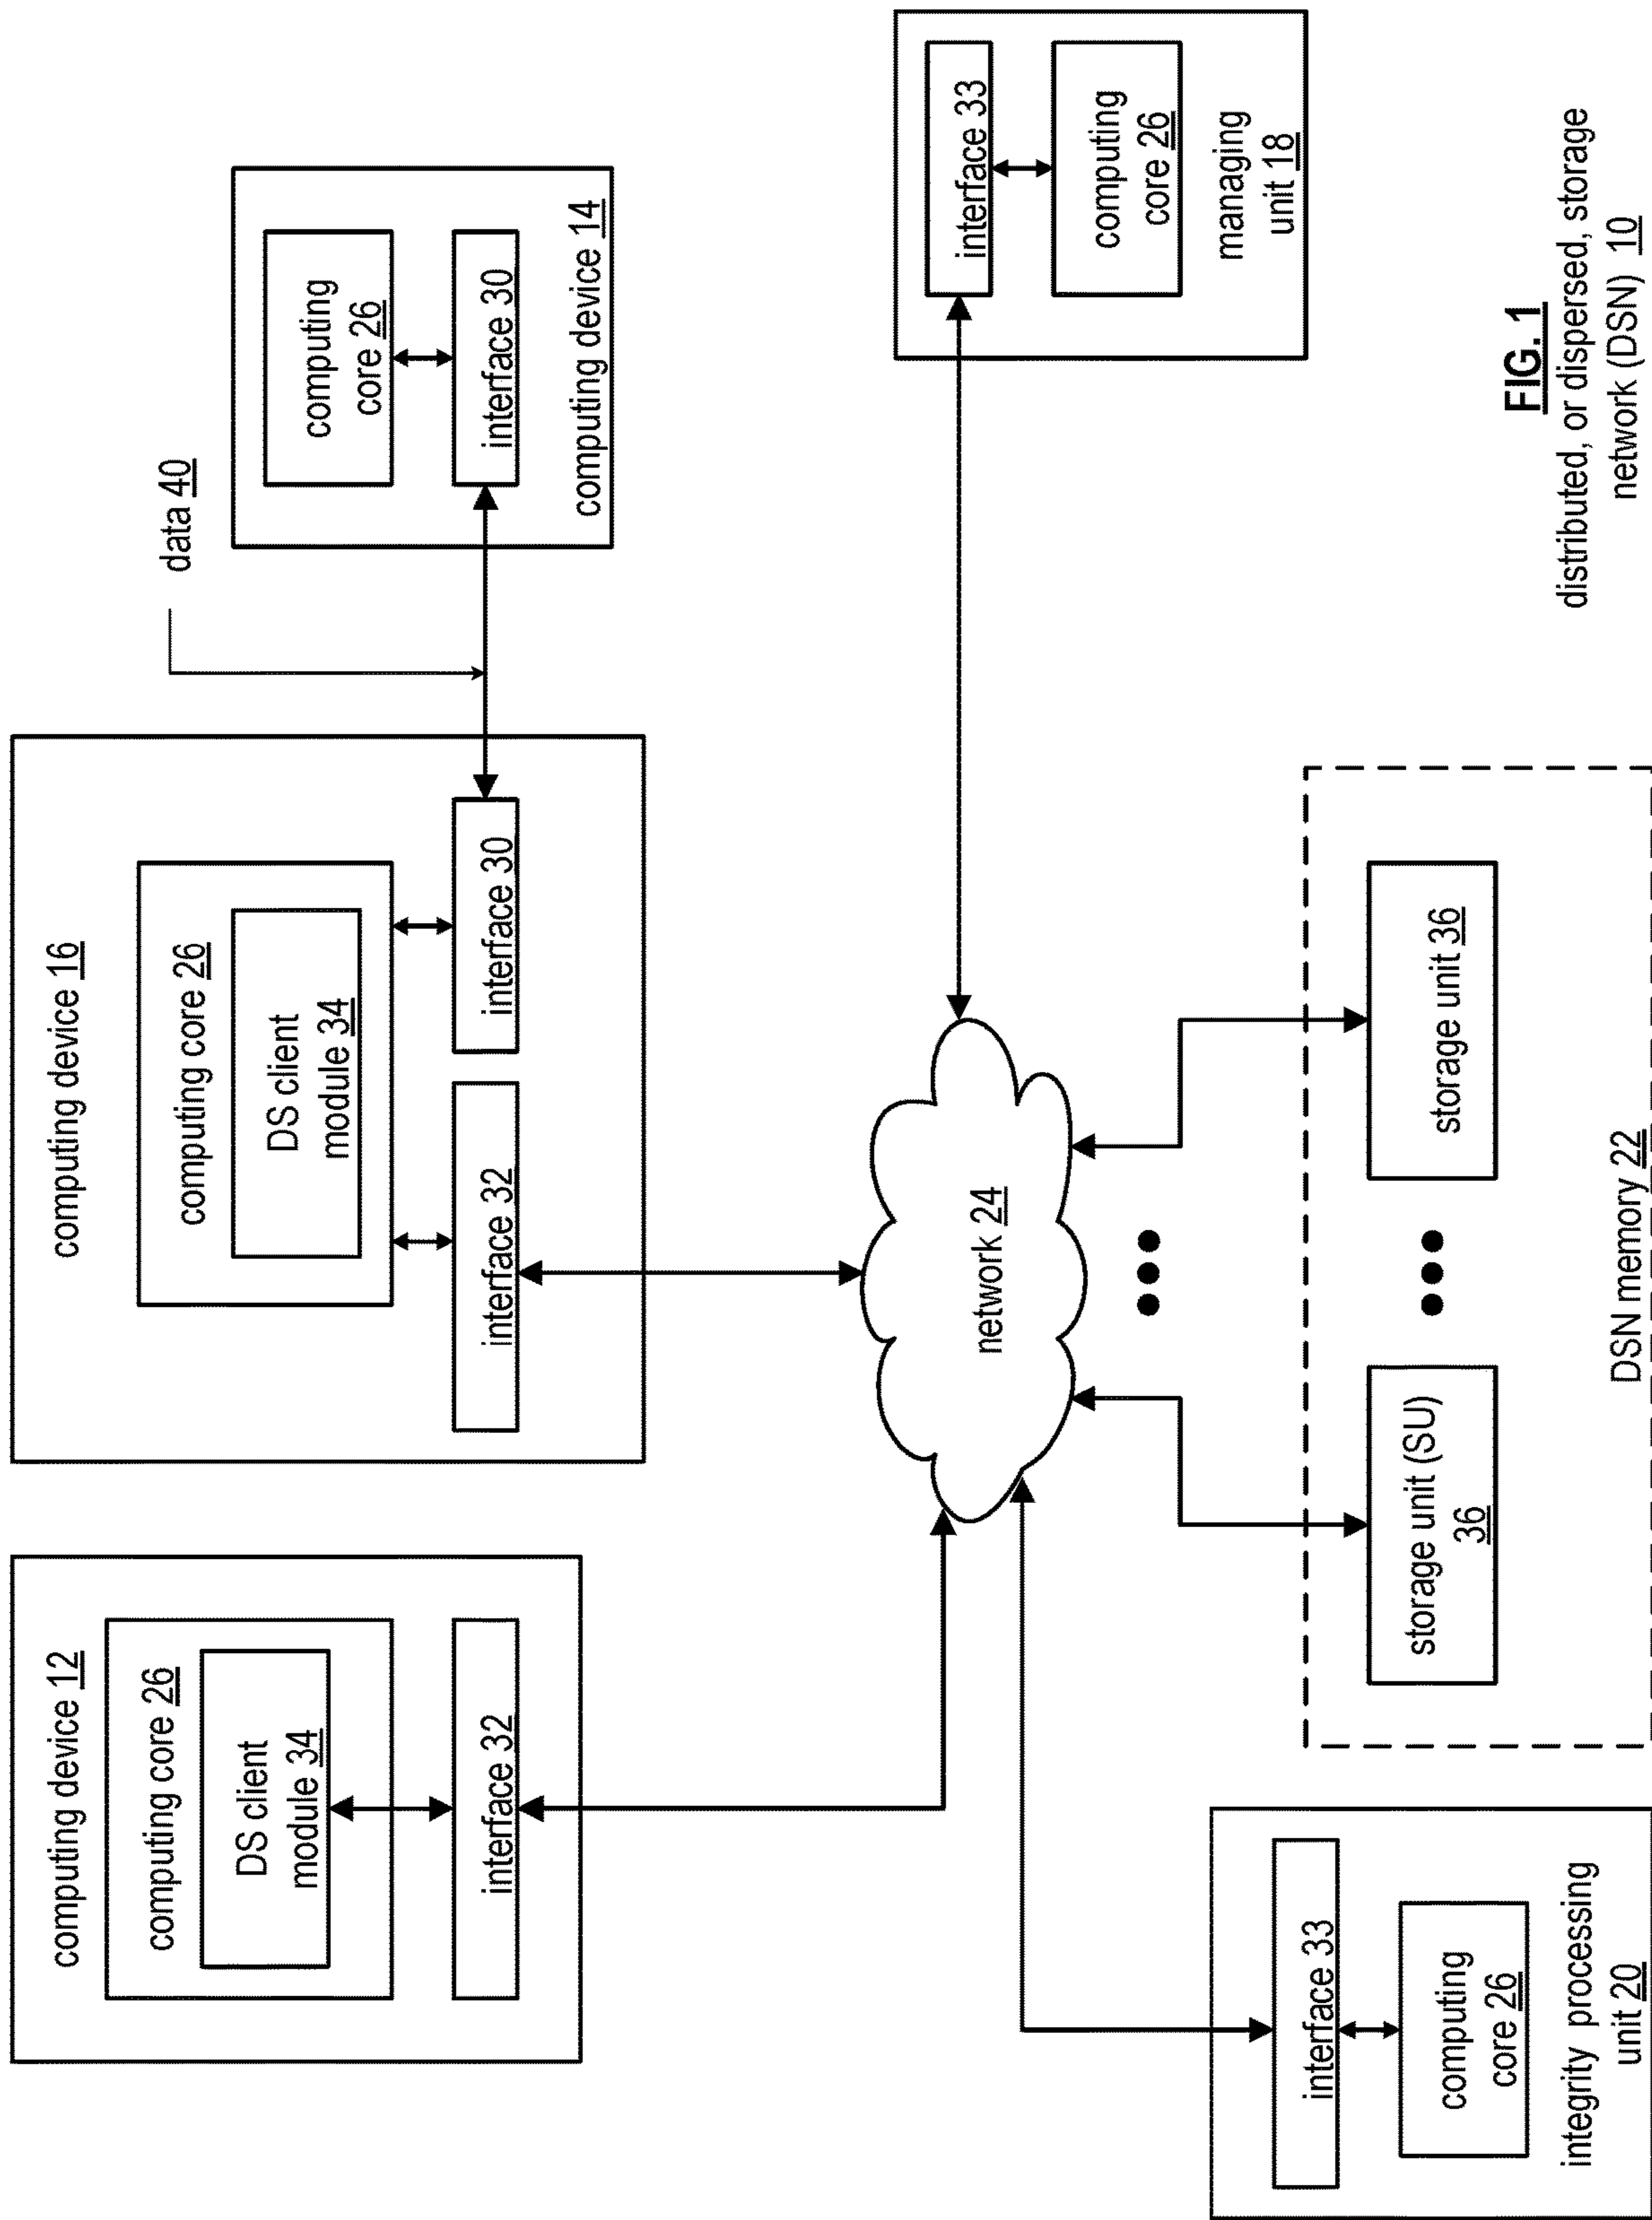 computing device 12
computing core 26
DS client
module 34
interface 32
computing device 16
computing core 26
DS client
module 34
interface 32
interface 30
data 40
computing
core 26
interface 30
computing device 14
network 24
interface 33
computing
core 26
managing
unit 18
interface 33
computing
core 26
integrity processing
unit 20
storage unit (SU)
36
storage unit 36
DSN memory 22
FIG. 1
distributed, or dispersed, storage
network (DSN) 10